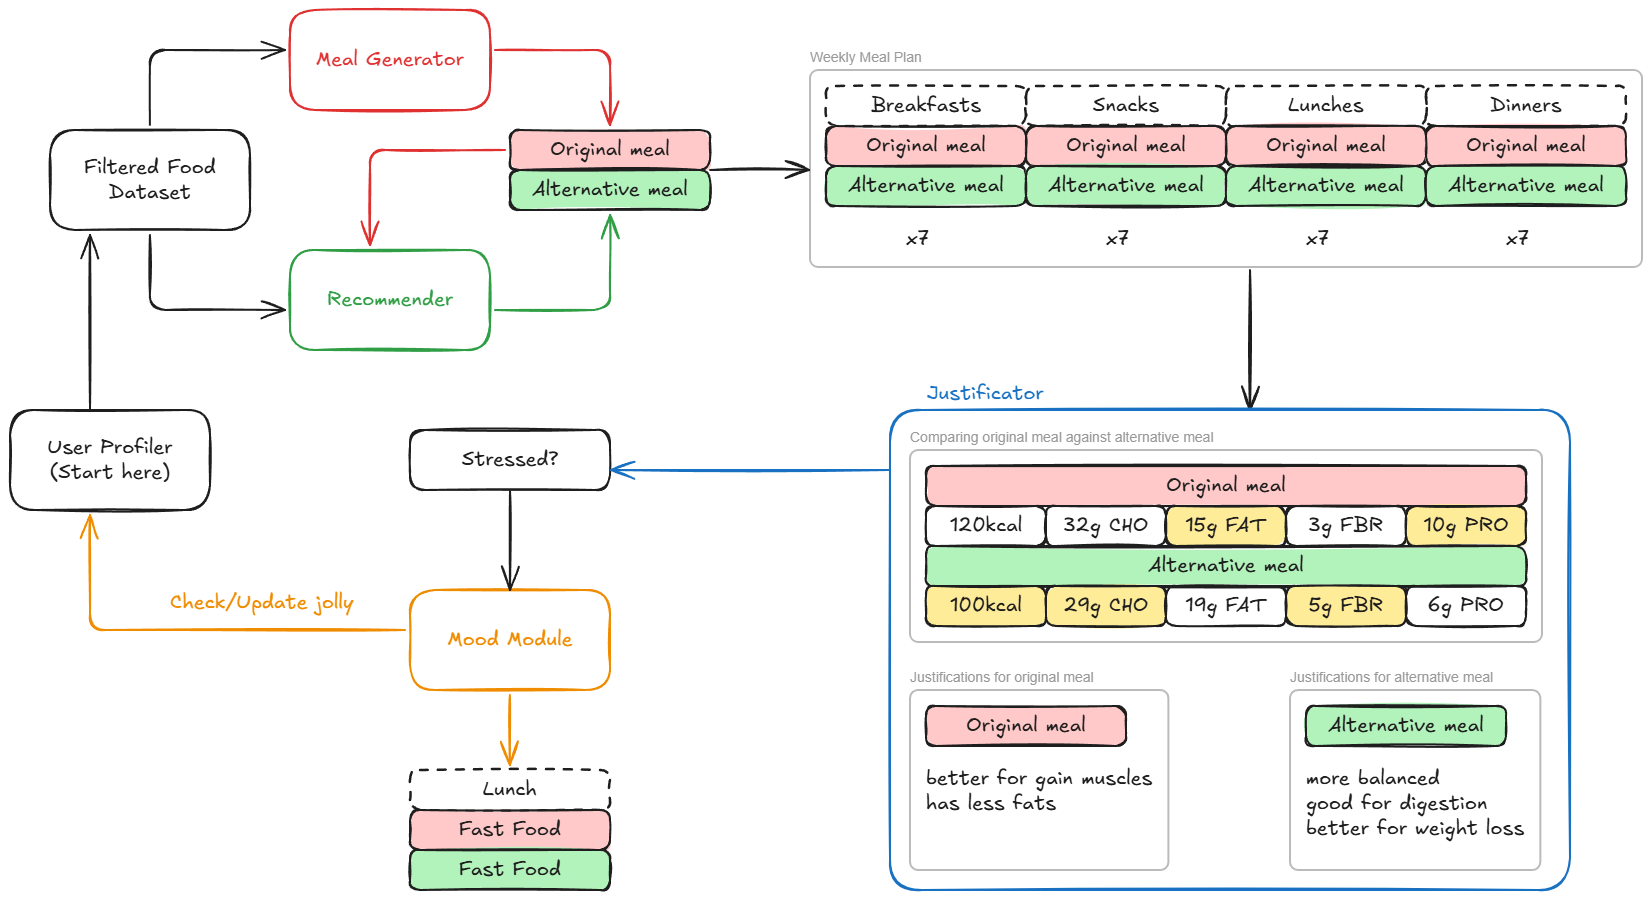 Meal Generator
Weekly Meal Plan
Breakfasts
Snacks
Lunches
Dinners
Original meal
Original meal
Original meal
Original meal
Alternative meal
Alternative meal
Alternative meal
Alternative meal
x7
x7
x7
x7
Filtered Food
Dataset
Original meal
Alternative meal
Recommender
User Profiler
(Start here)
Stressed?
Check/Update jolly
Mood Module
Lunch
Fast Food
Fast Food
Justificator
Comparing original meal against alternative meal
Original meal
120kcal
32g CHO
15g FAT
3g FBR
10g PRO
Alternative meal
100kcal
29g CHO
19g FAT
5g FBR
6g PRO
Justifications for original meal
Original meal
better for gain muscles
has less fats
Justifications for alternative meal
Alternative meal
more balanced
good for digestion
better for weight loss